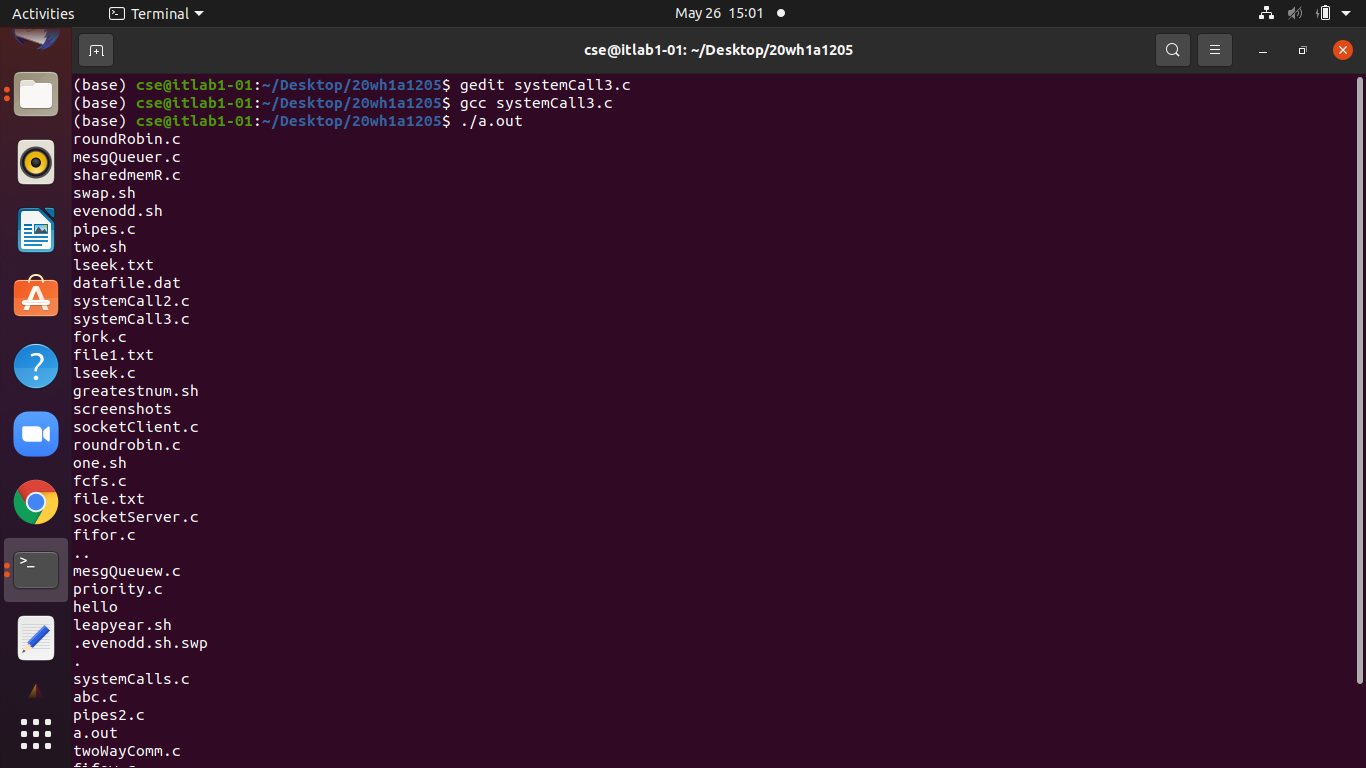 Activities Terminal May 26 15:01
cse@itlab1-01: ~/Desktop/20wh1a1205
(base) cse@itlab1-01:~/Desktop/20wh1a1205$ gedit systemCall3.c
(base) cse@itlab1-01:~/Desktop/20wh1a1205$ gcc systemCall3.c
(base) cse@itlab1-01:~/Desktop/20wh1a1205$ ./a.out
roundRobin.c
mesgQueuer.c
sharedmemR.c
swap.sh
evenodd.sh
pipes.c
two.sh
lseek.txt
datafile.dat
systemCall2.c
systemCall3.c
fork.c
file1.txt
lseek.c
greatestnum.sh
screenshots
socketClient.c
roundrobin.c
one.sh
fcfs.c
file.txt
socketServer.c
fifor.c
..
mesgQueuew.c
priority.c
hello
leapyear.sh
.evenodd.sh.swp
.
systemCalls.c
abc.c
pipes2.c
a.out
twoWayComm.c